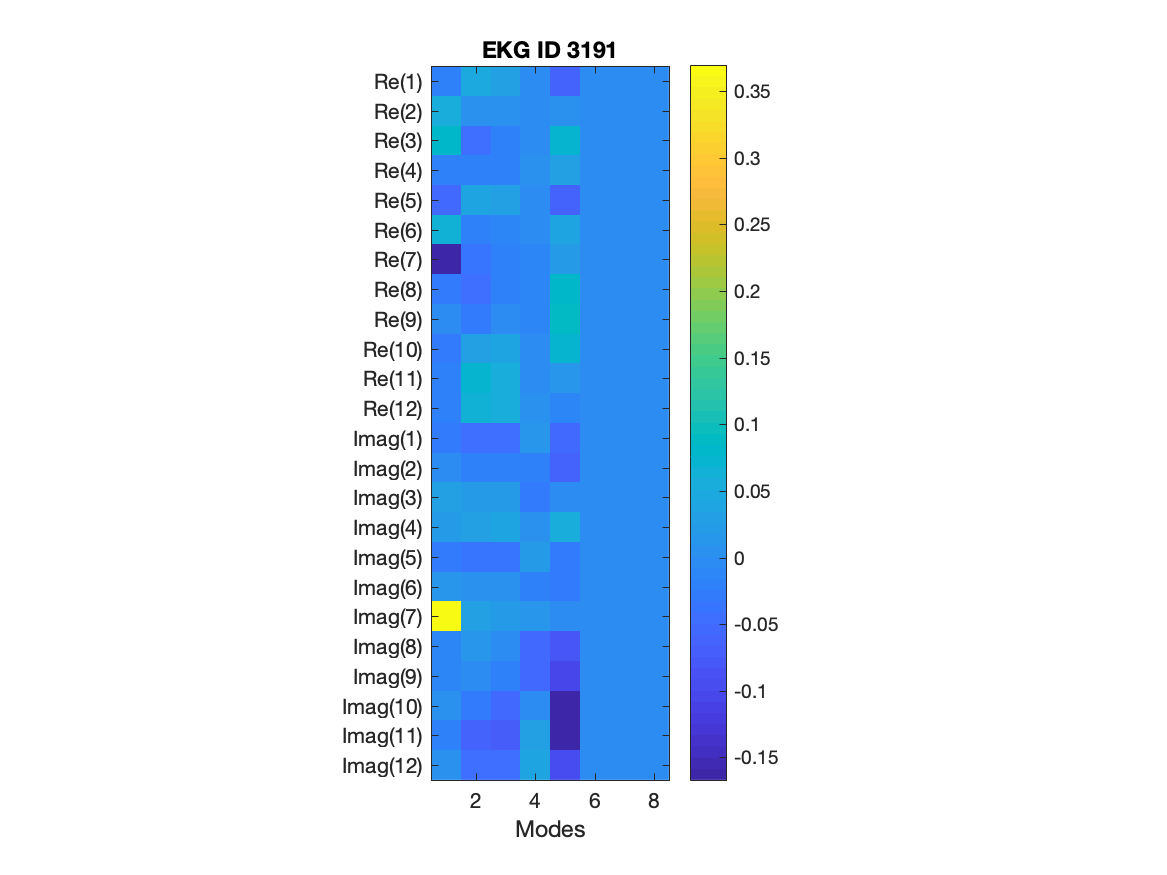 EKG ID 3191
Re(1)
Re(2)
Re(3)
Re(4)
Re(5)
Re(6)
Re(7)
Re(8)
Re(9)
Re(10)
Re(11)
Re(12)
Imag(1)
Imag(2)
Imag(3)
Imag(4)
Imag(5)
Imag(6)
Imag(7)
Imag(8)
Imag(9)
Imag(10)
Imag(11)
Imag(12)
2 4 6 8
Modes
0.35
0.3
0.25
0.2
0.15
0.1
0.05
0
-0.05
-0.1
-0.15